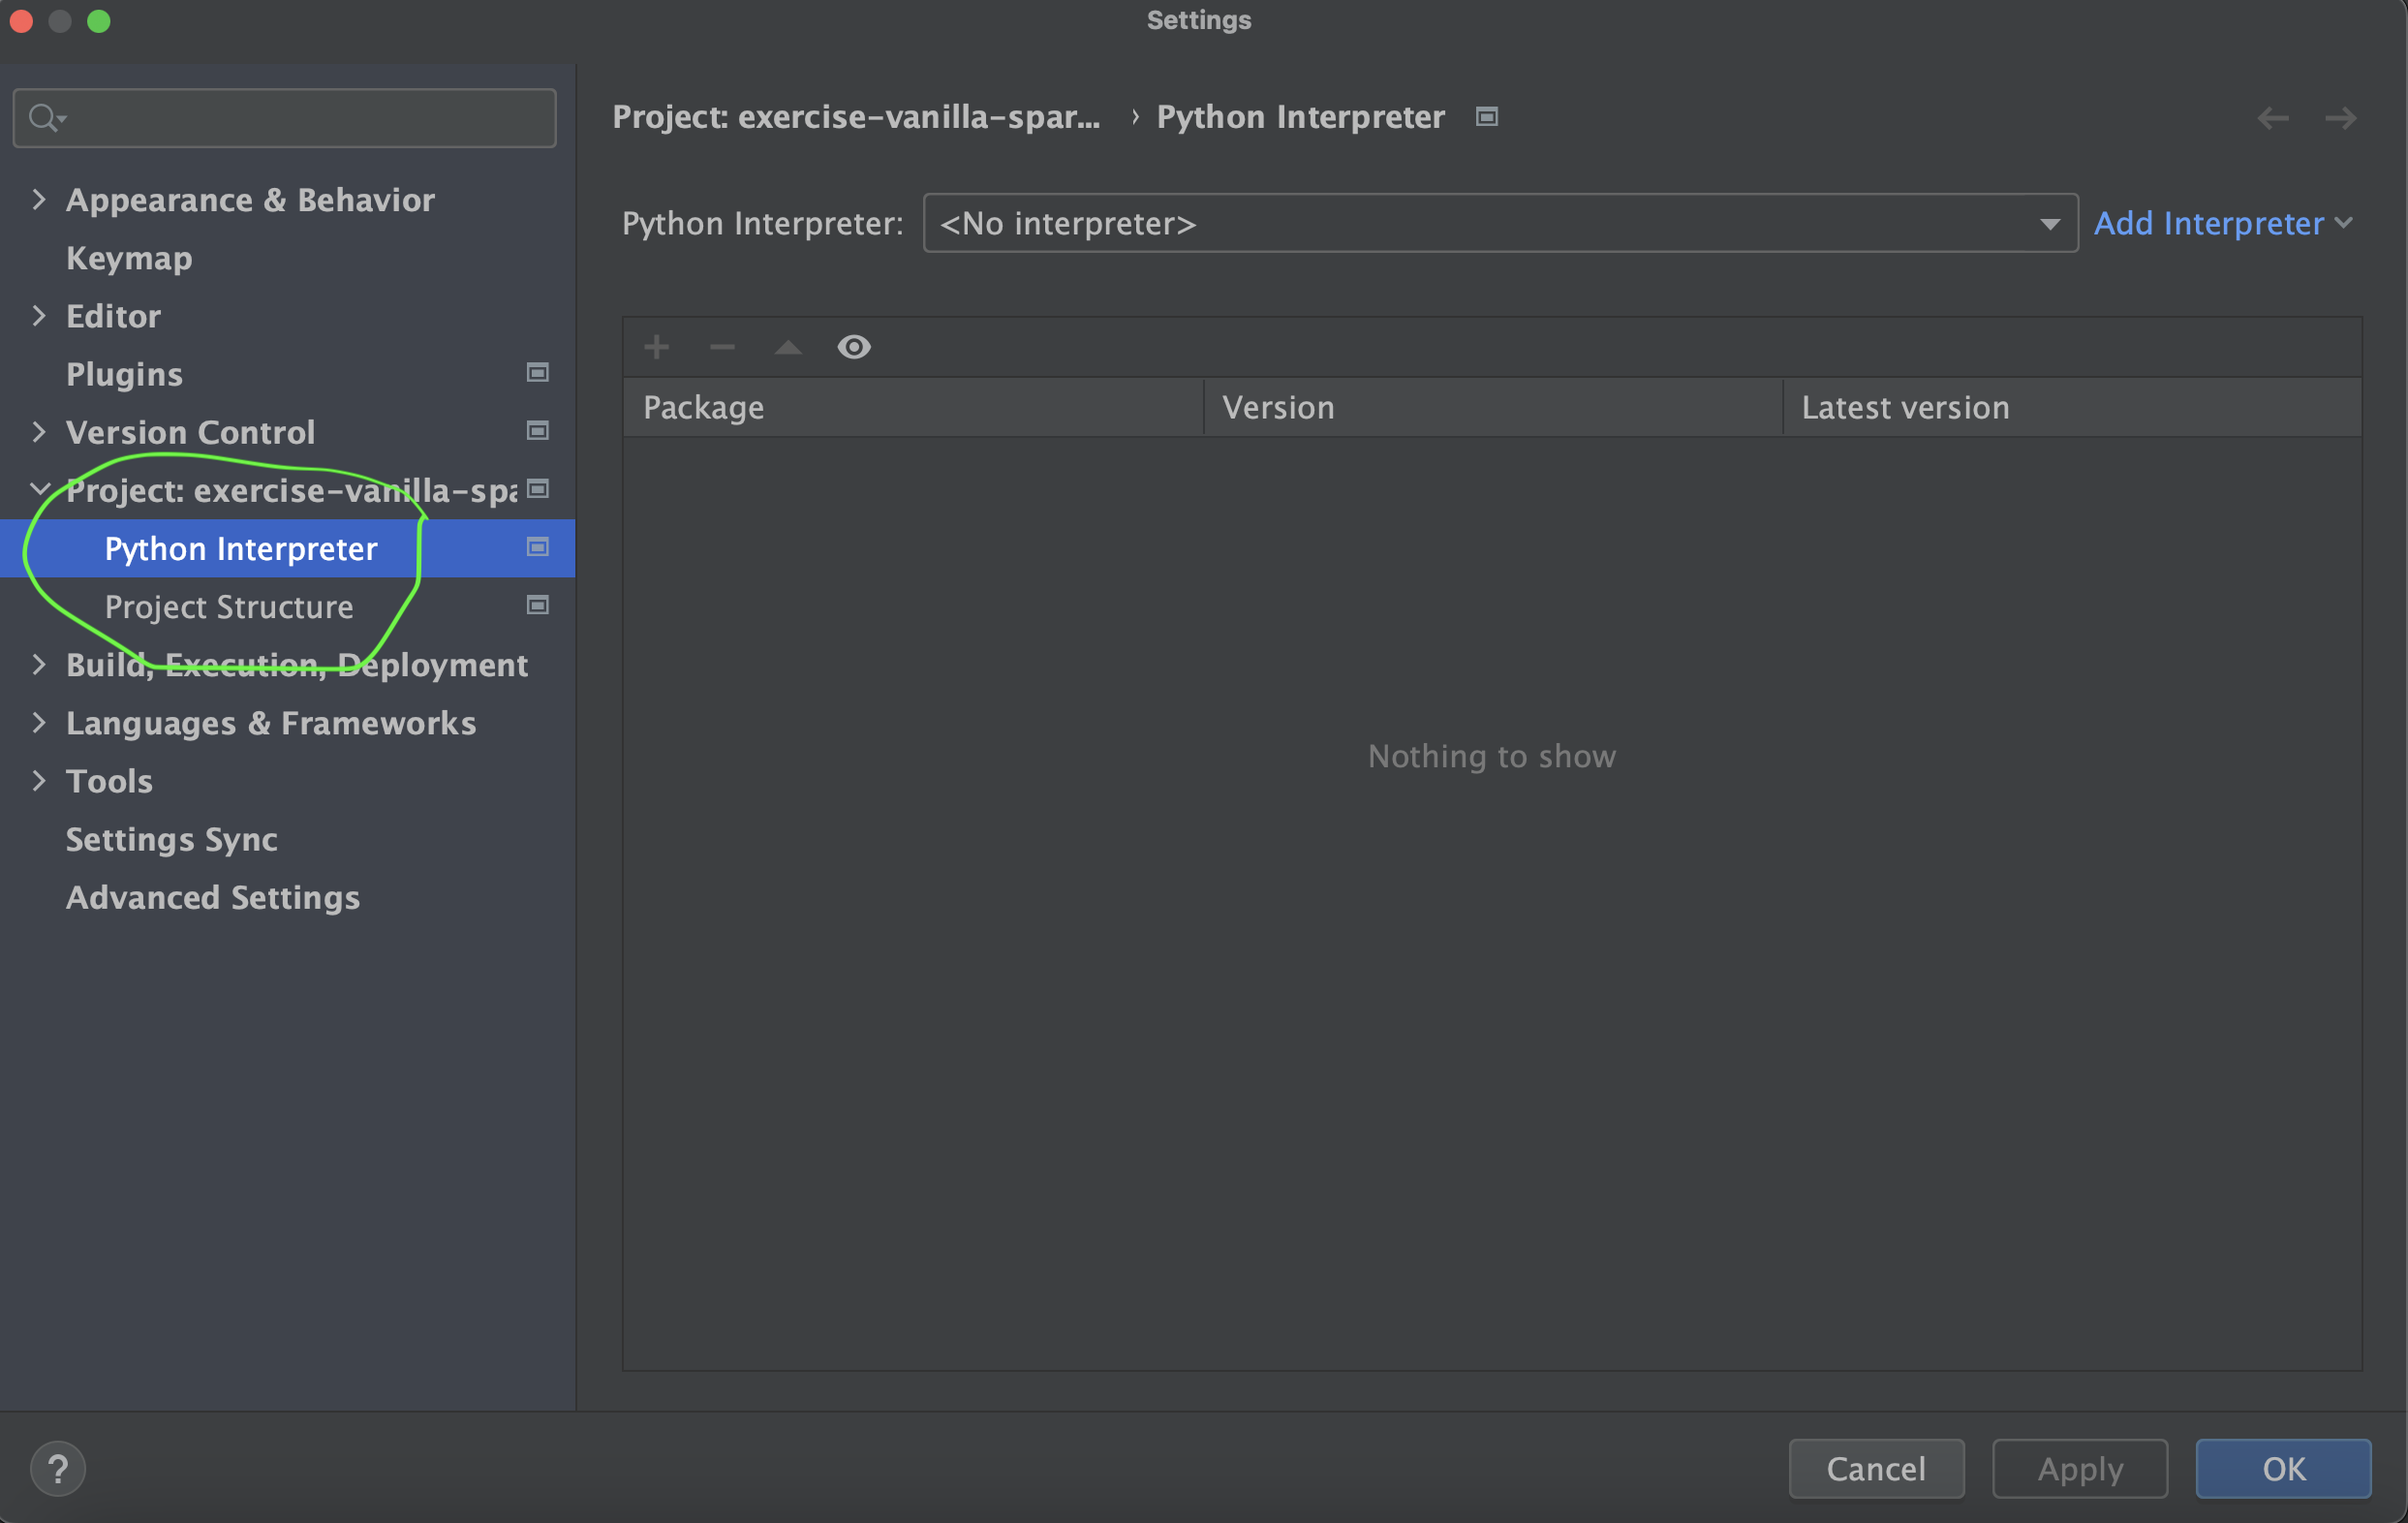 Settings
Project: exercise-vanilla-spar... › Python Interpreter
Appearance & Behavior
Keymap
Editor
Plugins
Version Control
Project: exercise-vanilla-spa
Python Interpreter
Project Structure
Build, Execution, Deployment
Languages & Frameworks
Tools
Settings Sync
Advanced Settings
Python Interpreter: <No interpreter> Add Interpreter
Package Version Latest version
Nothing to show
? Cancel Apply OK